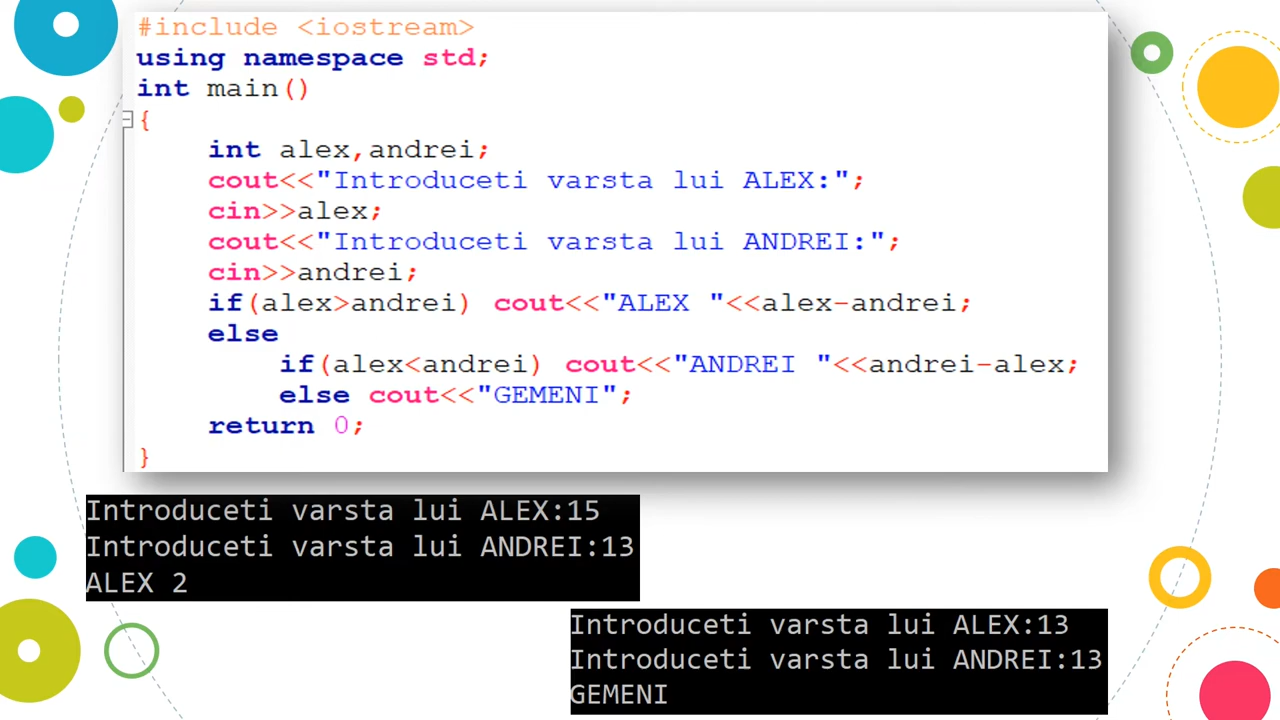 #include <iostream>
using namespace std;
int main()
{
int alex,andrei;
cout<<"Introduceti varsta lui ALEX:";
cin>>alex;
cout<<"Introduceti varsta lui ANDREI:";
cin>>andrei;
if(alex>andrei) cout<<"ALEX "<<alex-andrei;
else
if(alex<andrei) cout<<"ANDREI "<<andrei-alex;
else cout<<"GEMENI";
return 0;
}
Introduceti varsta lui ALEX:15
Introduceti varsta lui ANDREI:13
ALEX 2
Introduceti varsta lui ALEX:13
Introduceti varsta lui ANDREI:13
GEMENI